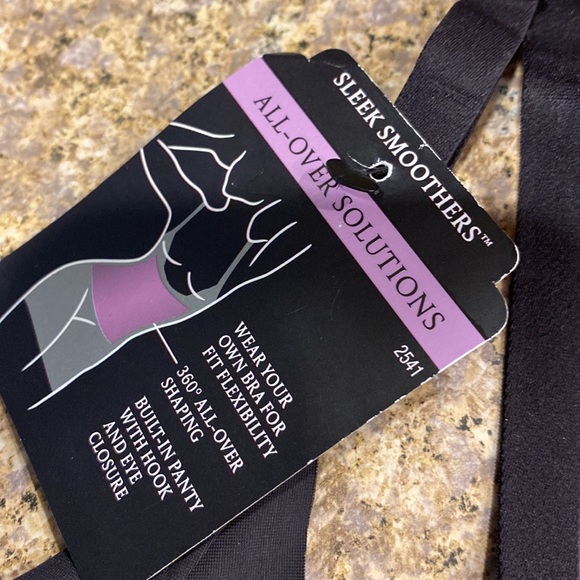 SLEEK SMOOTHERS™
ALL-OVER SOLUTIONS
2541
WEAR YOUR
OWN BRA FOR
FIT FLEXIBILITY
360° ALL-OVER
SHAPING
BUILT-IN PANTY
WITH HOOK
AND EYE
CLOSURE